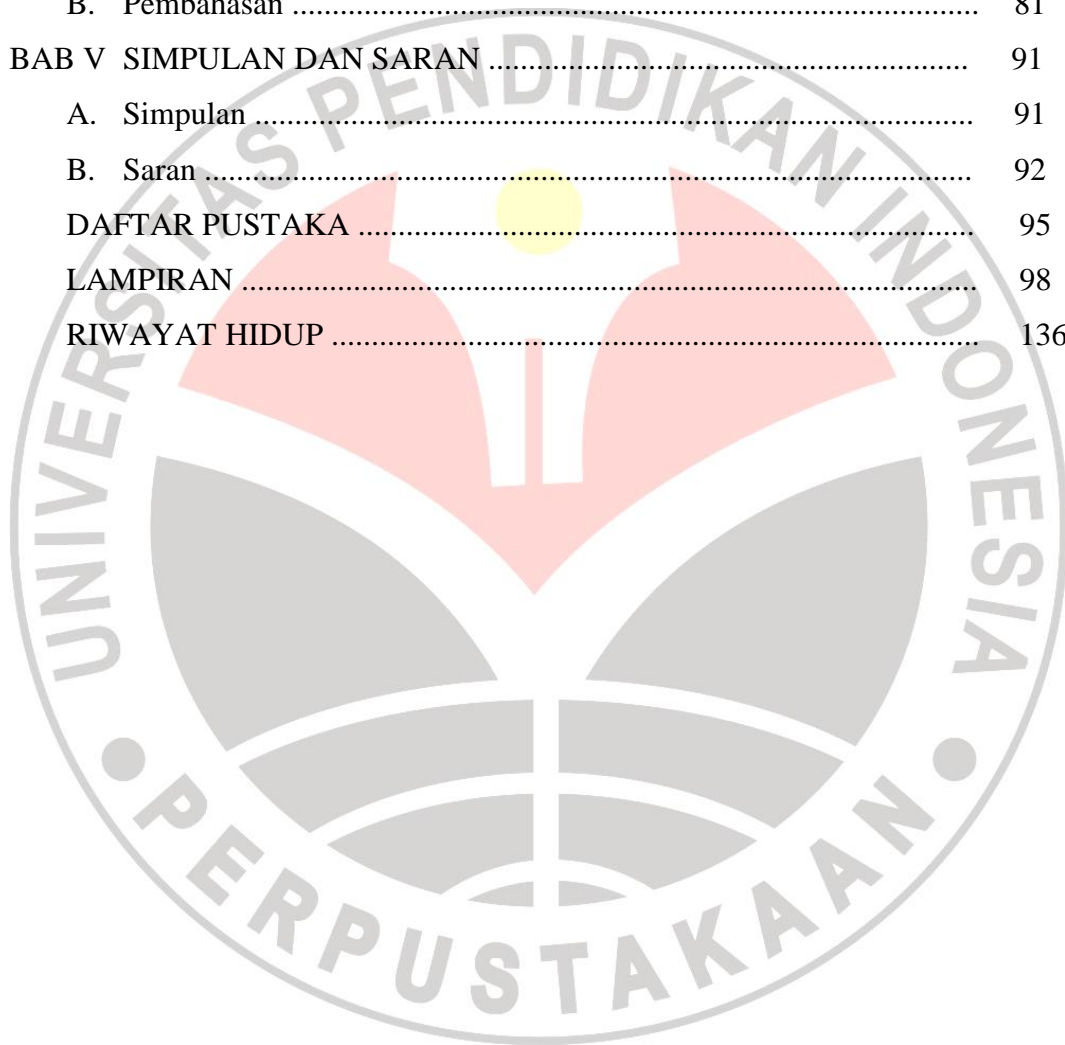 B. Pembahasan ........................................................................ 81
BAB V SIMPULAN DAN SARAN .................................................. 91
A. Simpulan ........................................................................... 91
B. Saran ................................................................................ 92
DAFTAR PUSTAKA ................................................................ 95
LAMPIRAN ............................................................................ 98
RIWAYAT HIDUP .................................................................... 136
UNIVERSITAS PENDIDIKAN INDONESIA
PERPUSTAKAAN